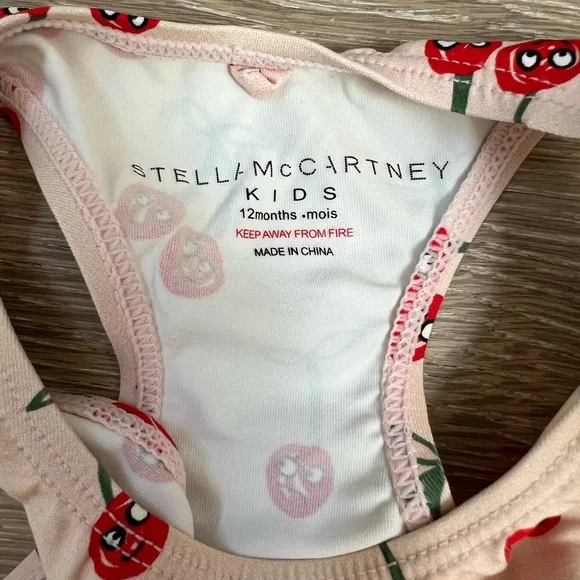 STELLA McCARTNEY
KIDS
12months •mois
KEEP AWAY FROM FIRE
MADE IN CHINA